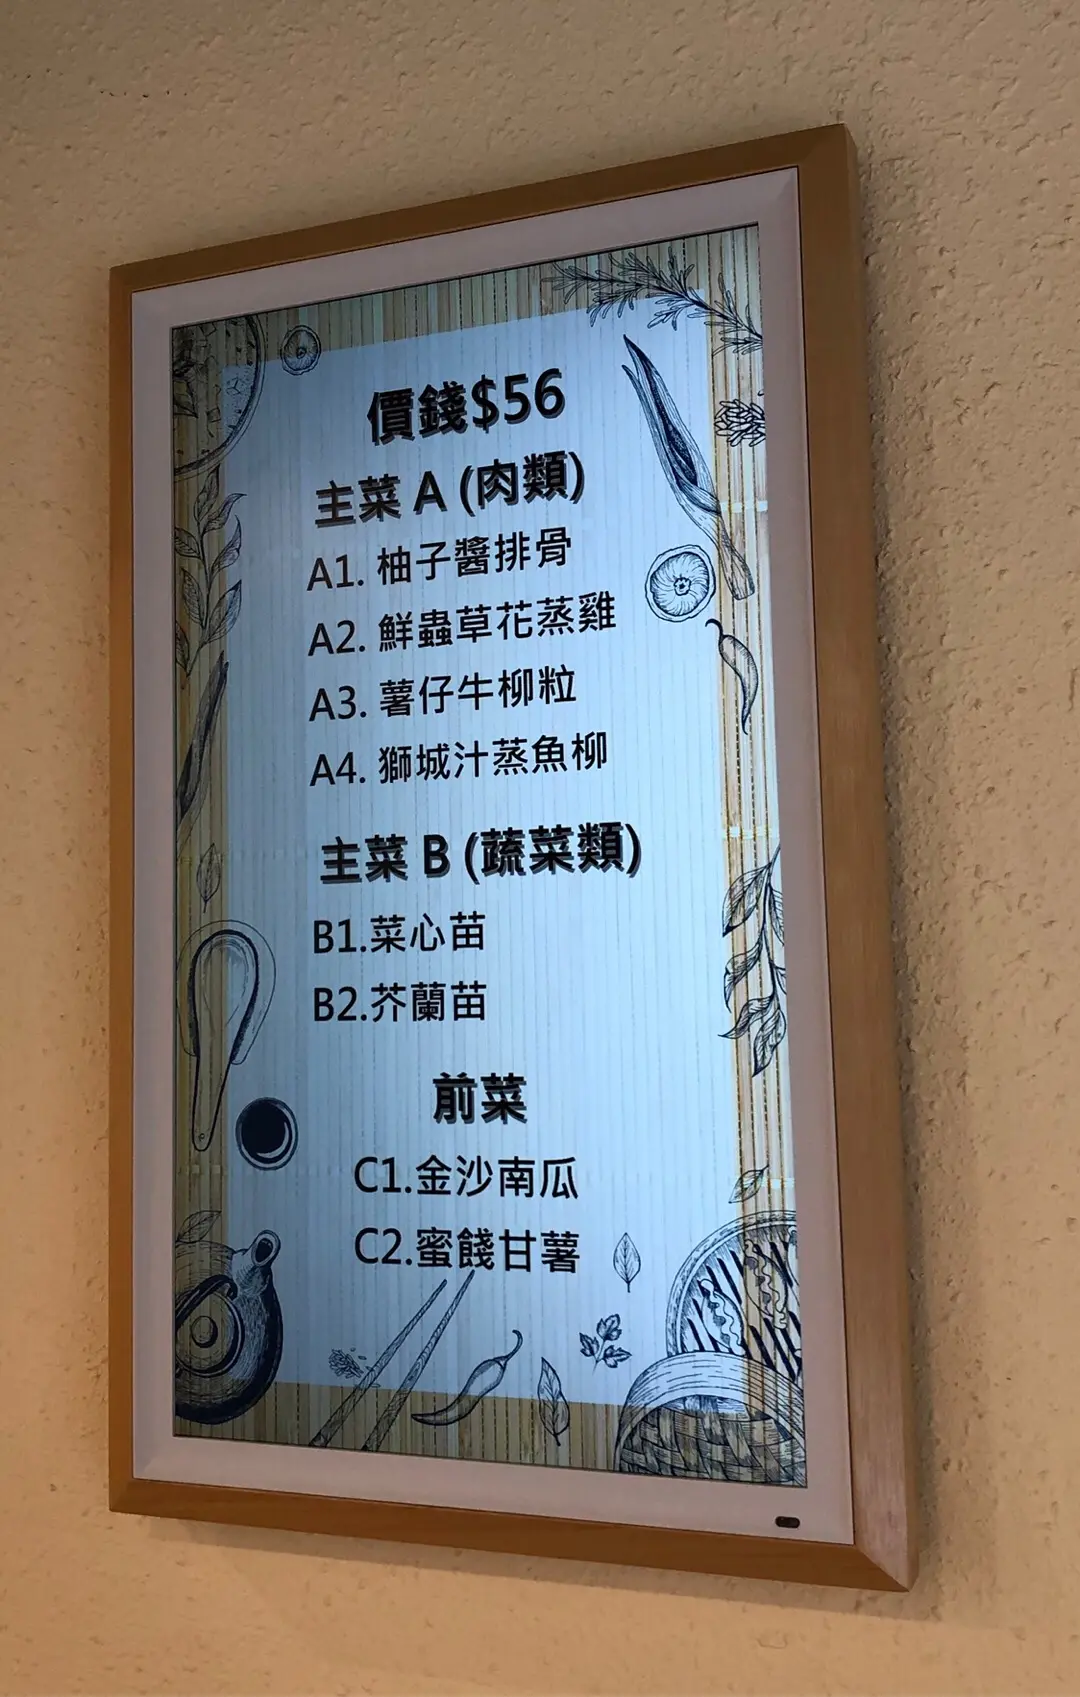 價錢$56
主菜 A (肉類)
A1. 柚子醬排骨
A2. 鮮蟲草花蒸雞
A3. 薯仔牛柳粒
A4. 獅城汁蒸魚柳
主菜 B (蔬菜類)
B1.菜心苗
B2.芥蘭苗
前菜
C1.金沙南瓜
C2.蜜餞甘薯